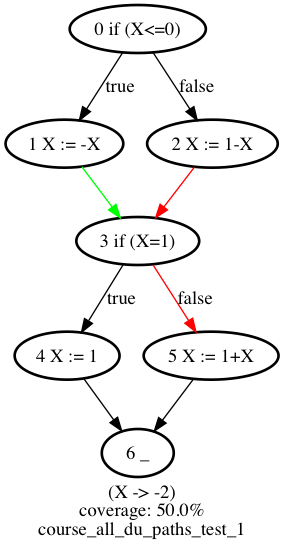 0 if (X<=0)
true
false
1 X := -X
2 X := 1-X
3 if (X=1)
true
false
4 X := 1
5 X := 1+X
6 _
(X -> -2)
coverage: 50.0%
course_all_du_paths_test_1